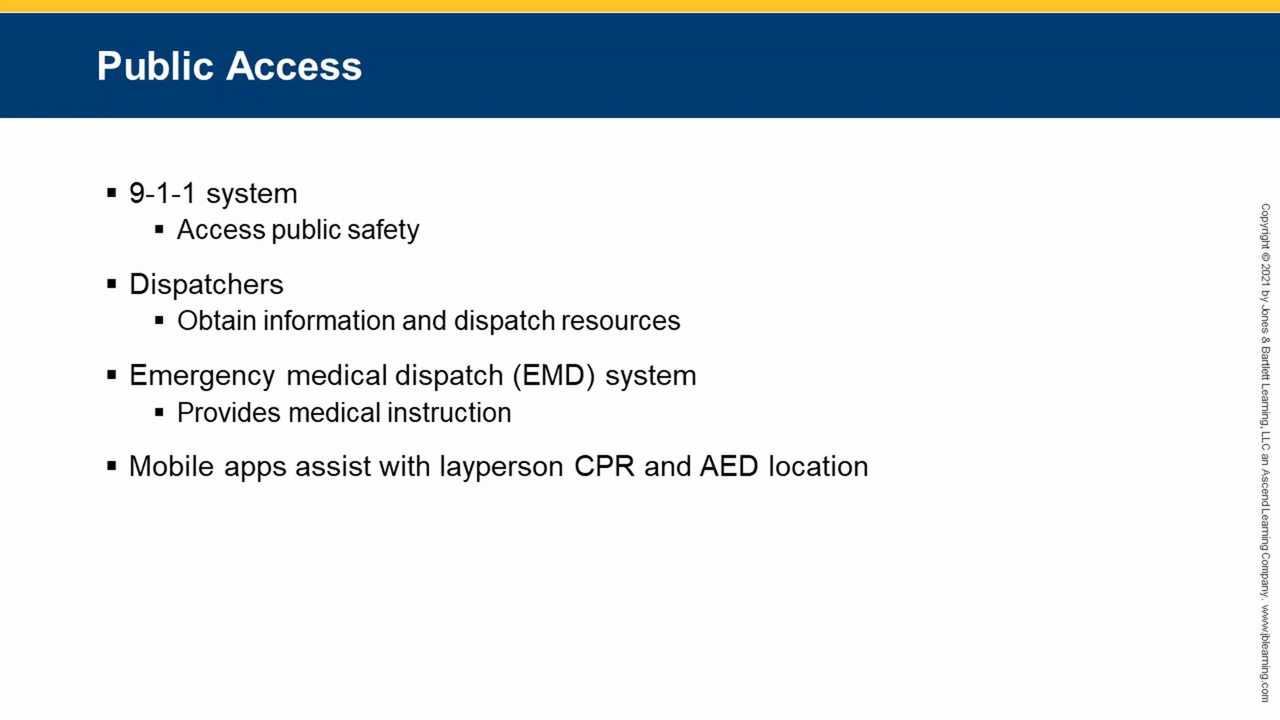 Public Access
▪ 9-1-1 system
▪ Access public safety
▪ Dispatchers
▪ Obtain information and dispatch resources
▪ Emergency medical dispatch (EMD) system
▪ Provides medical instruction
▪ Mobile apps assist with layperson CPR and AED location
Copyright © 2021 by Jones & Bartlett Learning, LLC an Ascend Learning Company. www.jblearning.com